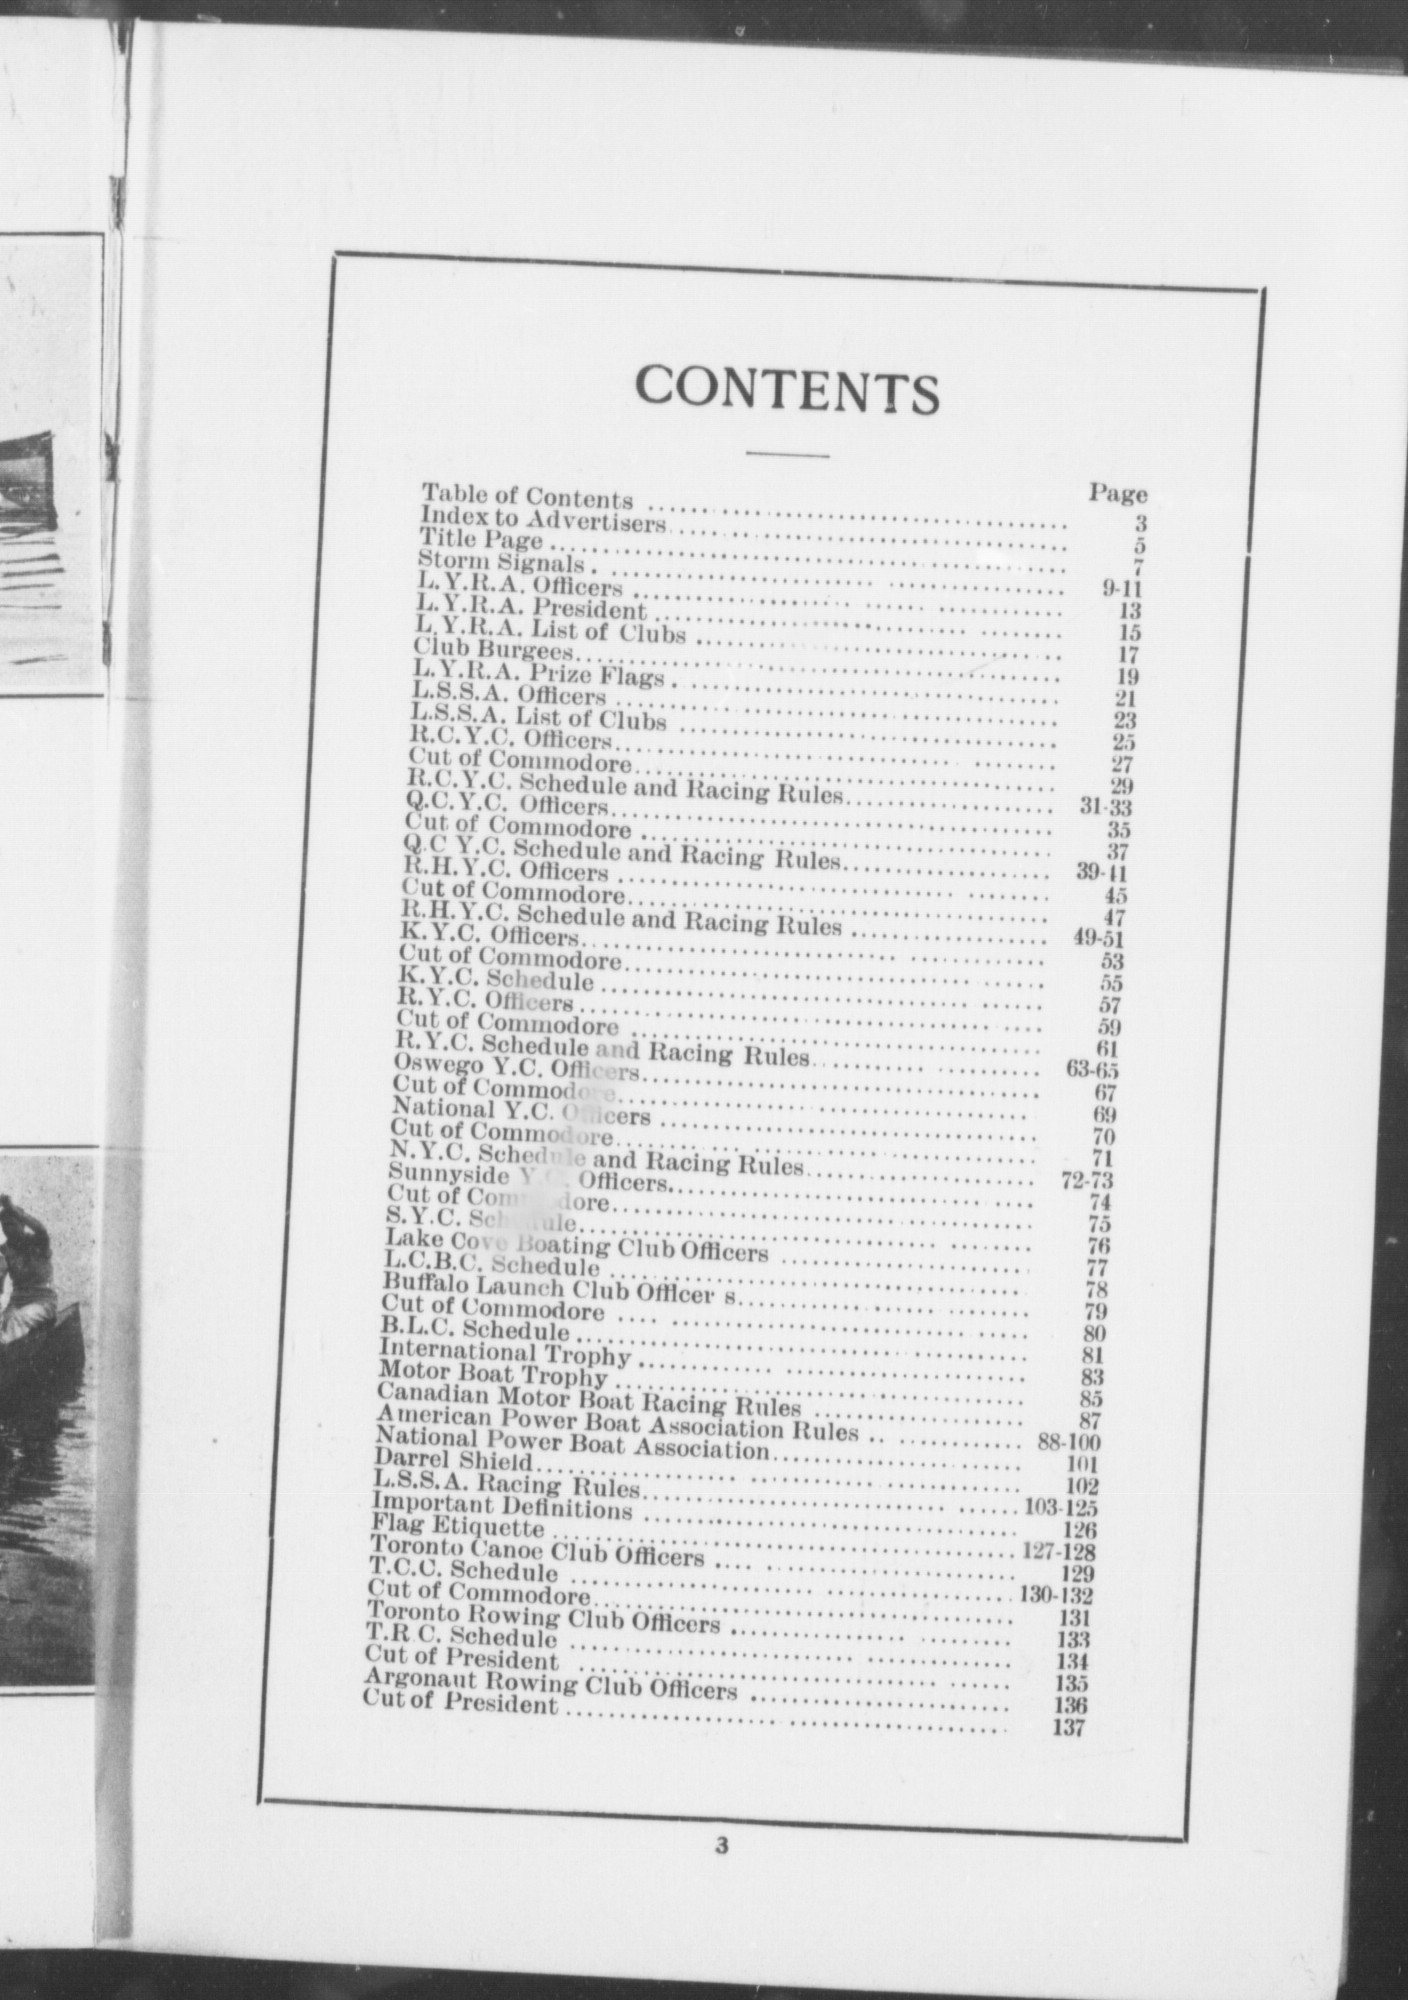 CONTENTS
Page
Table of Contents ........ 3
Index to Advertisers ........ 5
Title Page ........ 7
Storm Signals ........ 9-11
L.Y.R.A. Officers ........ 13
L.Y.R.A. President ........ 15
L.Y.R.A. List of Clubs ........ 17
Club Burgees ........ 19
L.Y.R.A. Prize Flags ........ 21
L.S.S.A. Officers ........ 23
L.S.S.A. List of Clubs ........ 25
R.C.Y.C. Officers ........ 27
Cut of Commodore ........ 29
R.C.Y.C. Schedule and Racing Rules ........ 31-33
Q.C.Y.C. Officers ........ 35
Cut of Commodore ........ 37
Q.C Y.C. Schedule and Racing Rules ........ 39-41
R.H.Y.C. Officers ........ 45
Cut of Commodore ........ 47
R.H.Y.C. Schedule and Racing Rules ........ 49-51
K.Y.C. Officers ........ 53
Cut of Commodore ........ 55
K.Y.C. Schedule ........ 57
R.Y.C. Officers ........ 59
Cut of Commodore ........ 61
R.Y.C. Schedule and Racing Rules ........ 63-65
Oswego Y.C. Officers ........ 67
Cut of Commodore ........ 69
National Y.C. Officers ........ 70
Cut of Commodore ........ 71
N.Y.C. Schedule and Racing Rules ........ 72-73
Sunnyside Y.C. Officers ........ 74
Cut of Commodore ........ 75
S.Y.C. Schedule ........ 76
Lake Cove Boating Club Officers ........ 77
L.C.B.C. Schedule ........ 78
Buffalo Launch Club Officer s ........ 79
Cut of Commodore ........ 80
B.L.C. Schedule ........ 81
International Trophy ........ 83
Motor Boat Trophy ........ 85
Canadian Motor Boat Racing Rules ........ 87
American Power Boat Association Rules ........ 88-100
National Power Boat Association ........ 101
Darrel Shield ........ 102
L.S.S.A. Racing Rules ........ 103-125
Important Definitions ........ 126
Flag Etiquette ........ 127-128
Toronto Canoe Club Officers ........ 129
T.C.C. Schedule ........ 130-132
Cut of Commodore ........ 131
Toronto Rowing Club Officers ........ 133
T.R C. Schedule ........ 134
Cut of President ........ 135
Argonaut Rowing Club Officers ........ 136
Cut of President ........ 137
3